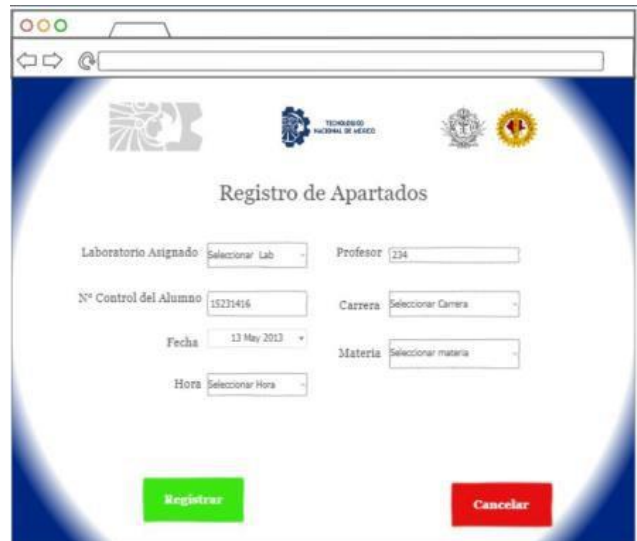 TECNOLÓGICO
NACIONAL DE MÉXICO
Registro de Apartados
Laboratorio Asignado Seleccionar Lab
Profesor 234
N° Control del Alumno 15231416
Carrera Seleccionar Carrera
Fecha 13 May 2013
Materia Seleccionar materia
Hora Seleccionar Hora
Registrar
Cancelar